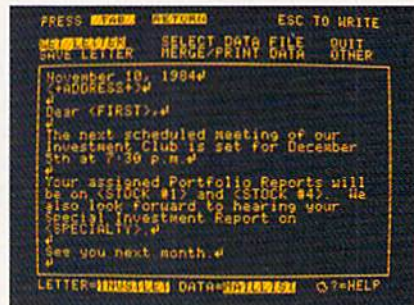 PRESS TAB RETURN ESC TO WRITE
GET LETTER SELECT DATA FILE QUIT
SAVE LETTER MERGE/PRINT DATA OTHER
November 10, 1984↵
<+ADDRESS+>↵
↵
Dear <FIRST>,↵
↵
The next scheduled meeting of our
Investment Club is set for December
5th at 7:30 p.m.↵
↵
Your assigned Portfolio Reports will
be on <STOCK #1> and <STOCK #4> We
also look forward to hearing your
Special Investment Report on
<SPECIALTY>.↵
↵
See you next month.↵
↵
LETTER=INVSTLET DATA=MAILLIST ?=HELP